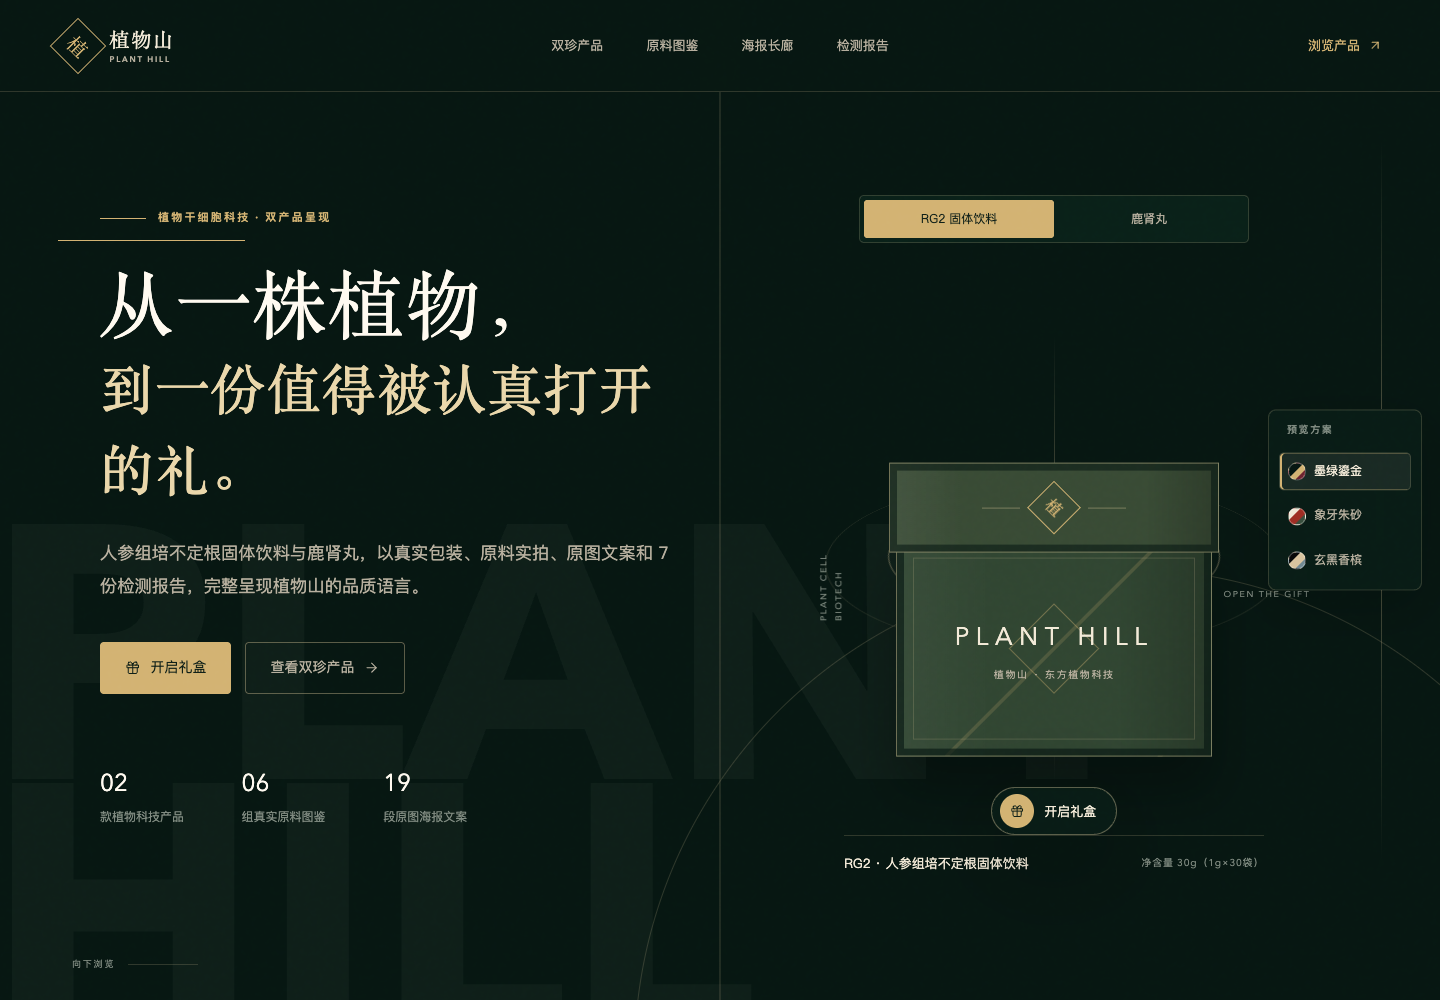 植
植物山
PLANT HILL
双珍产品
原料图鉴
海报长廊
检测报告
浏览产品
植物干细胞科技 · 双产品呈现
从一株植物，
到一份值得被认真打开
的礼。
人参组培不定根固体饮料与鹿肾丸，以真实包装、原料实拍、原图文案和 7
份检测报告，完整呈现植物山的品质语言。
开启礼盒
查看双珍产品
02
款植物科技产品
06
组真实原料图鉴
19
段原图海报文案
向下浏览
PLANT
HILL
RG2 固体饮料
鹿肾丸
植
PLANT CELL
BIOTECH
PLANT HILL
植物山 · 东方植物科技
OPEN THE GIFT
开启礼盒
RG2 · 人参组培不定根固体饮料
净含量 30g（1g×30袋）
预览方案
墨绿鎏金
象牙朱砂
玄黑香槟